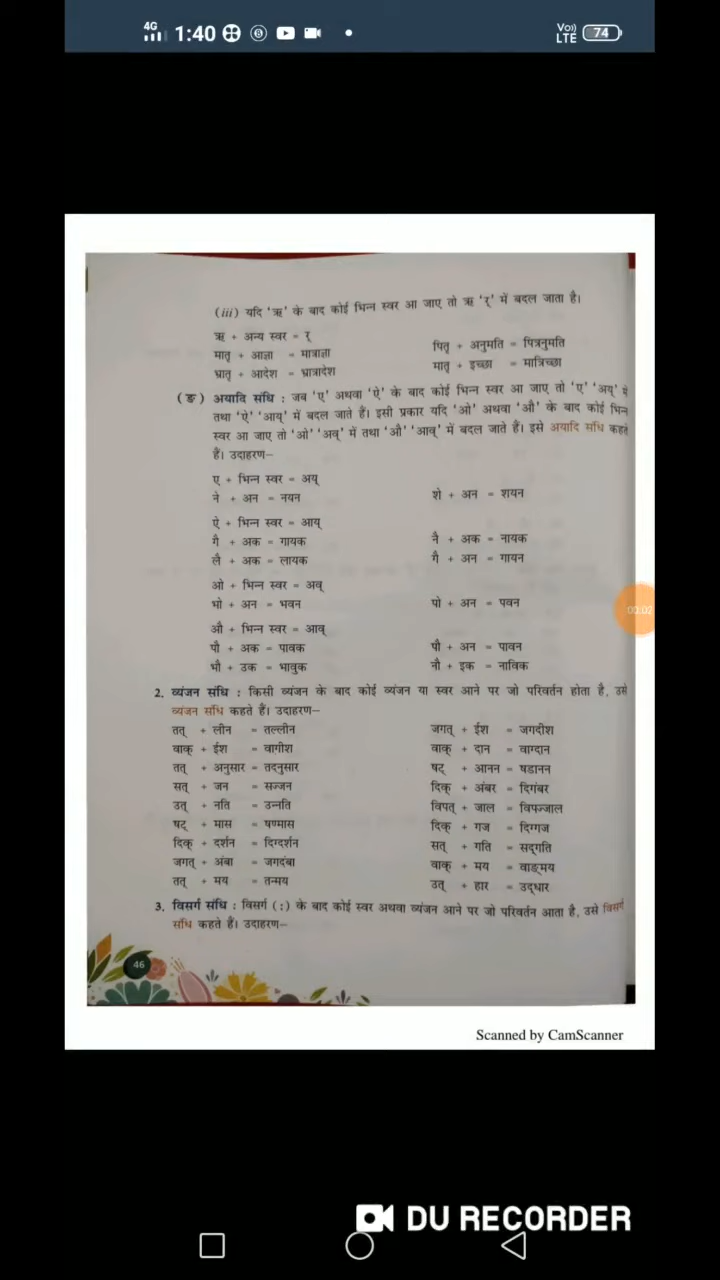 4G 1:40 Vo)) LTE 74
(iii) यदि 'ऋ' के बाद कोई भिन्न स्वर आ जाए तो ऋ 'र्' में बदल जाता है।
ऋ + अन्य स्वर = र्
मातृ + आज्ञा = मात्राज्ञा पितृ + अनुमति = पित्रनुमति
भ्रातृ + आदेश = भ्रात्रादेश मातृ + इच्छा = मात्रिच्छा
(ङ) अयादि संधि : जब 'ए' अथवा 'ऐ' के बाद कोई भिन्न स्वर आ जाए तो 'ए' 'अय्' में
तथा 'ऐ' 'आय्' में बदल जाते हैं। इसी प्रकार यदि 'ओ' अथवा 'औ' के बाद कोई भिन्न
स्वर आ जाए तो 'ओ' 'अव्' में तथा 'औ' 'आव्' में बदल जाते हैं। इसे अयादि संधि कहते
हैं। उदाहरण–
ए + भिन्न स्वर = अय्
ने + अन = नयन शे + अन = शयन
ऐ + भिन्न स्वर = आय्
गै + अक = गायक नै + अक = नायक
लै + अक = लायक गै + अन = गायन
ओ + भिन्न स्वर = अव्
भो + अन = भवन पो + अन = पवन
औ + भिन्न स्वर = आव्
पौ + अक = पावक पौ + अन = पावन
भौ + उक = भावुक नौ + इक = नाविक
2. व्यंजन संधि : किसी व्यंजन के बाद कोई व्यंजन या स्वर आने पर जो परिवर्तन होता है, उसे
व्यंजन संधि कहते हैं। उदाहरण–
तत् + लीन = तल्लीन जगत् + ईश = जगदीश
वाक् + ईश = वागीश वाक् + दान = वाग्दान
तत् + अनुसार = तदनुसार षट् + आनन = षडानन
सत् + जन = सज्जन दिक् + अंबर = दिगंबर
उत् + नति = उन्नति विपत् + जाल = विपज्जाल
षट् + मास = षण्मास दिक् + गज = दिग्गज
दिक् + दर्शन = दिग्दर्शन सत् + गति = सद्गति
जगत् + अंबा = जगदंबा वाक् + मय = वाङ्मय
तत् + मय = तन्मय उत् + हार = उद्धार
3. विसर्ग संधि : विसर्ग (:) के बाद कोई स्वर अथवा व्यंजन आने पर जो परिवर्तन आता है, उसे विसर्ग
संधि कहते हैं। उदाहरण–
46
00:02
Scanned by CamScanner
DU RECORDER